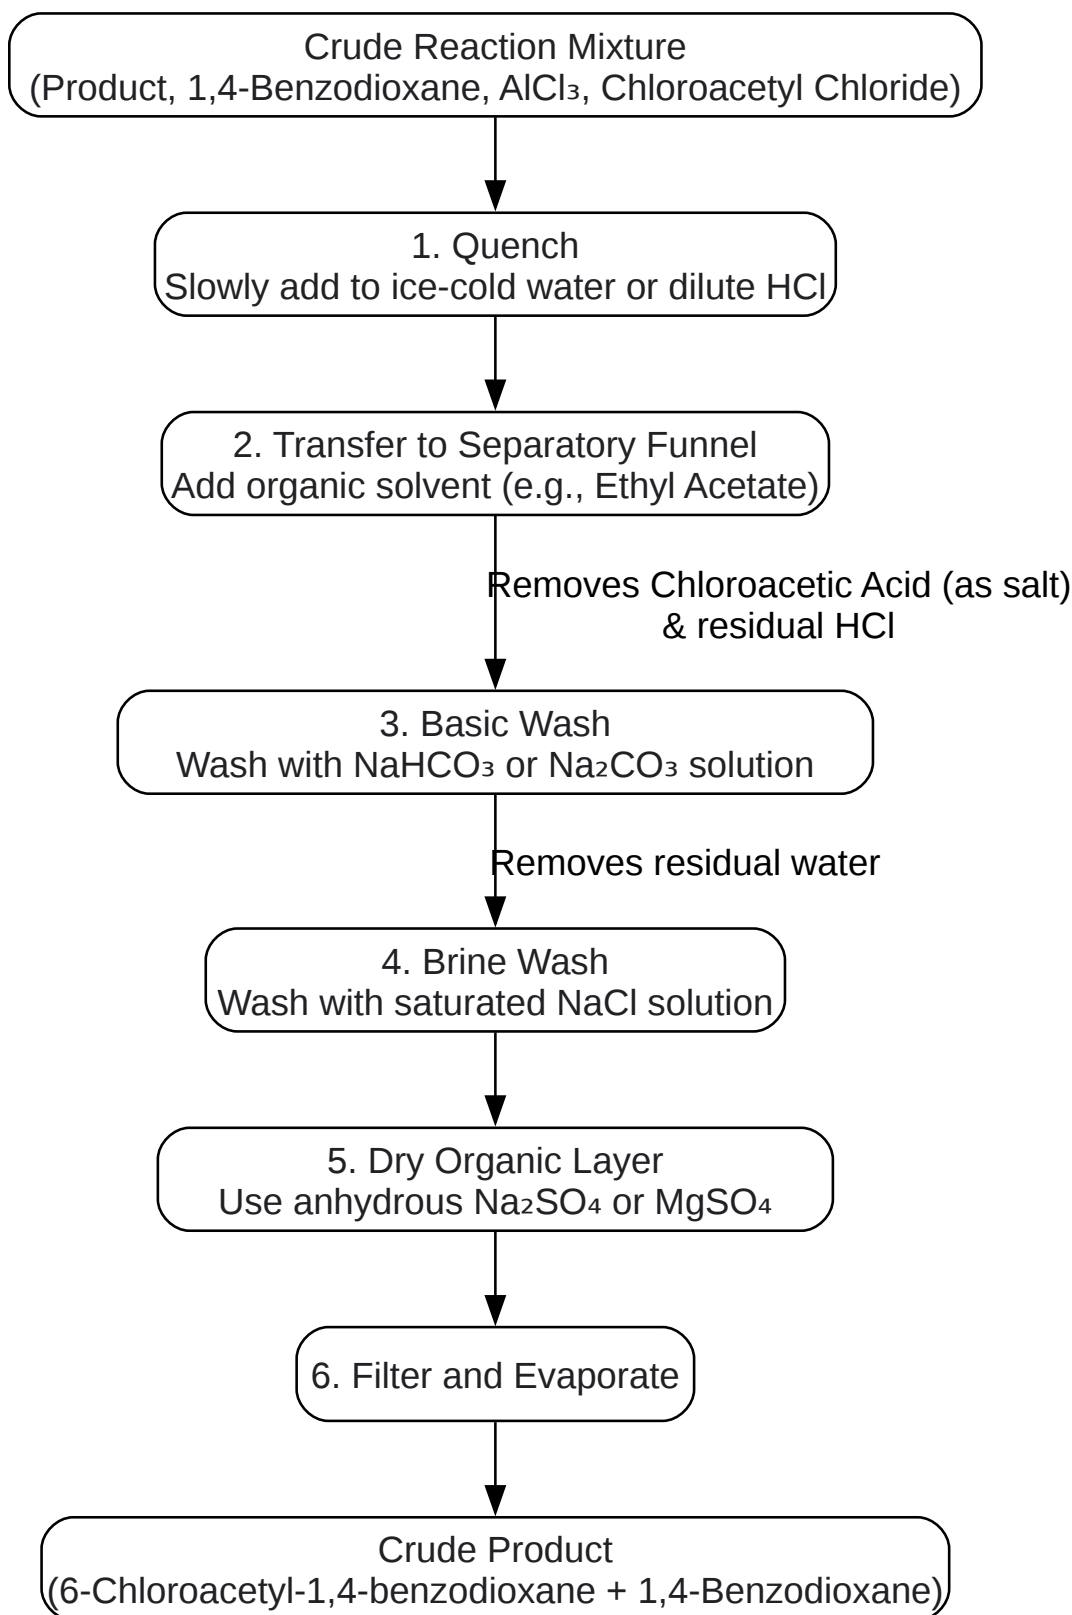 Crude Reaction Mixture
(Product, 1,4-Benzodioxane, AlCl₃, Chloroacetyl Chloride)
1. Quench
Slowly add to ice-cold water or dilute HCl
2. Transfer to Separatory Funnel
Add organic solvent (e.g., Ethyl Acetate)
Removes Chloroacetic Acid (as salt)
& residual HCl
3. Basic Wash
Wash with NaHCO₃ or Na₂CO₃ solution
Removes residual water
4. Brine Wash
Wash with saturated NaCl solution
5. Dry Organic Layer
Use anhydrous Na₂SO₄ or MgSO₄
6. Filter and Evaporate
Crude Product
(6-Chloroacetyl-1,4-benzodioxane + 1,4-Benzodioxane)